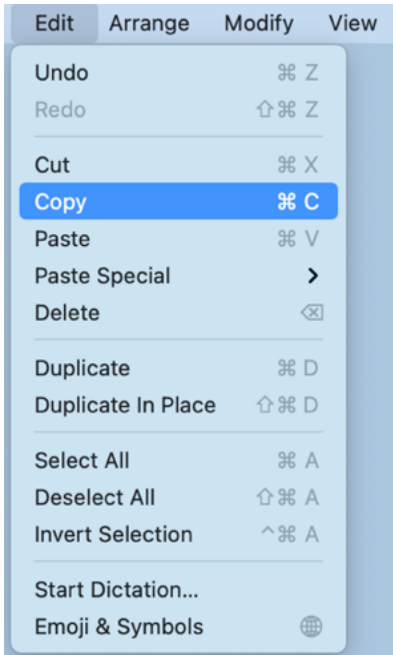 Edit Arrange Modify View
Undo ⌘ Z
Redo ⇧⌘ Z
Cut ⌘ X
Copy ⌘ C
Paste ⌘ V
Paste Special
Delete ⌫
Duplicate ⌘ D
Duplicate In Place ⇧⌘ D
Select All ⌘ A
Deselect All ⇧⌘ A
Invert Selection ^⌘ A
Start Dictation...
Emoji & Symbols